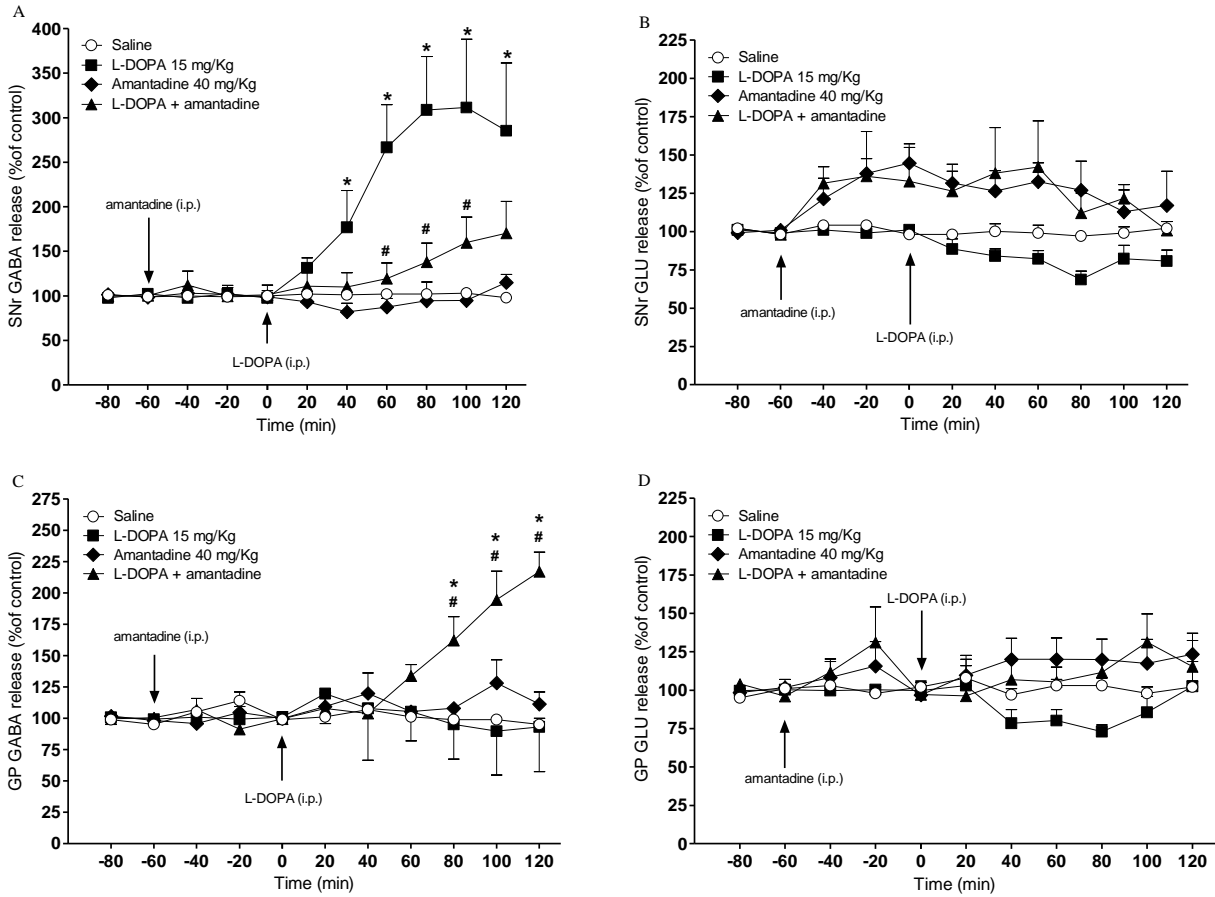 A
SNr GABA release (%of control)
400
350
300
250
200
150
100
50
0
Saline
L-DOPA 15 mg/Kg
Amantadine 40 mg/Kg
L-DOPA + amantadine
* * * * *
#
# #
amantadine (i.p.)
L-DOPA (i.p.)
-80 -60 -40 -20 0 20 40 60 80 100 120
Time (min)
B
SNr GLU release (%of control)
225
200
175
150
125
100
75
50
25
0
Saline
L-DOPA 15 mg/Kg
Amantadine 40 mg/Kg
L-DOPA + amantadine
amantadine (i.p.)
L-DOPA (i.p.)
-80 -60 -40 -20 0 20 40 60 80 100 120
Time (min)
C
GP GABA release (%of control)
275
250
225
200
175
150
125
100
75
50
25
0
Saline
L-DOPA 15 mg/Kg
Amantadine 40 mg/Kg
L-DOPA + amantadine
* * *
# # #
amantadine (i.p.)
L-DOPA (i.p.)
-80 -60 -40 -20 0 20 40 60 80 100 120
Time (min)
D
GP GLU release (%of control)
225
200
175
150
125
100
75
50
25
0
Saline
L-DOPA 15 mg/Kg
Amantadine 40 mg/Kg
L-DOPA + amantadine
L-DOPA (i.p.)
amantadine (i.p.)
-80 -60 -40 -20 0 20 40 60 80 100 120
Time (min)